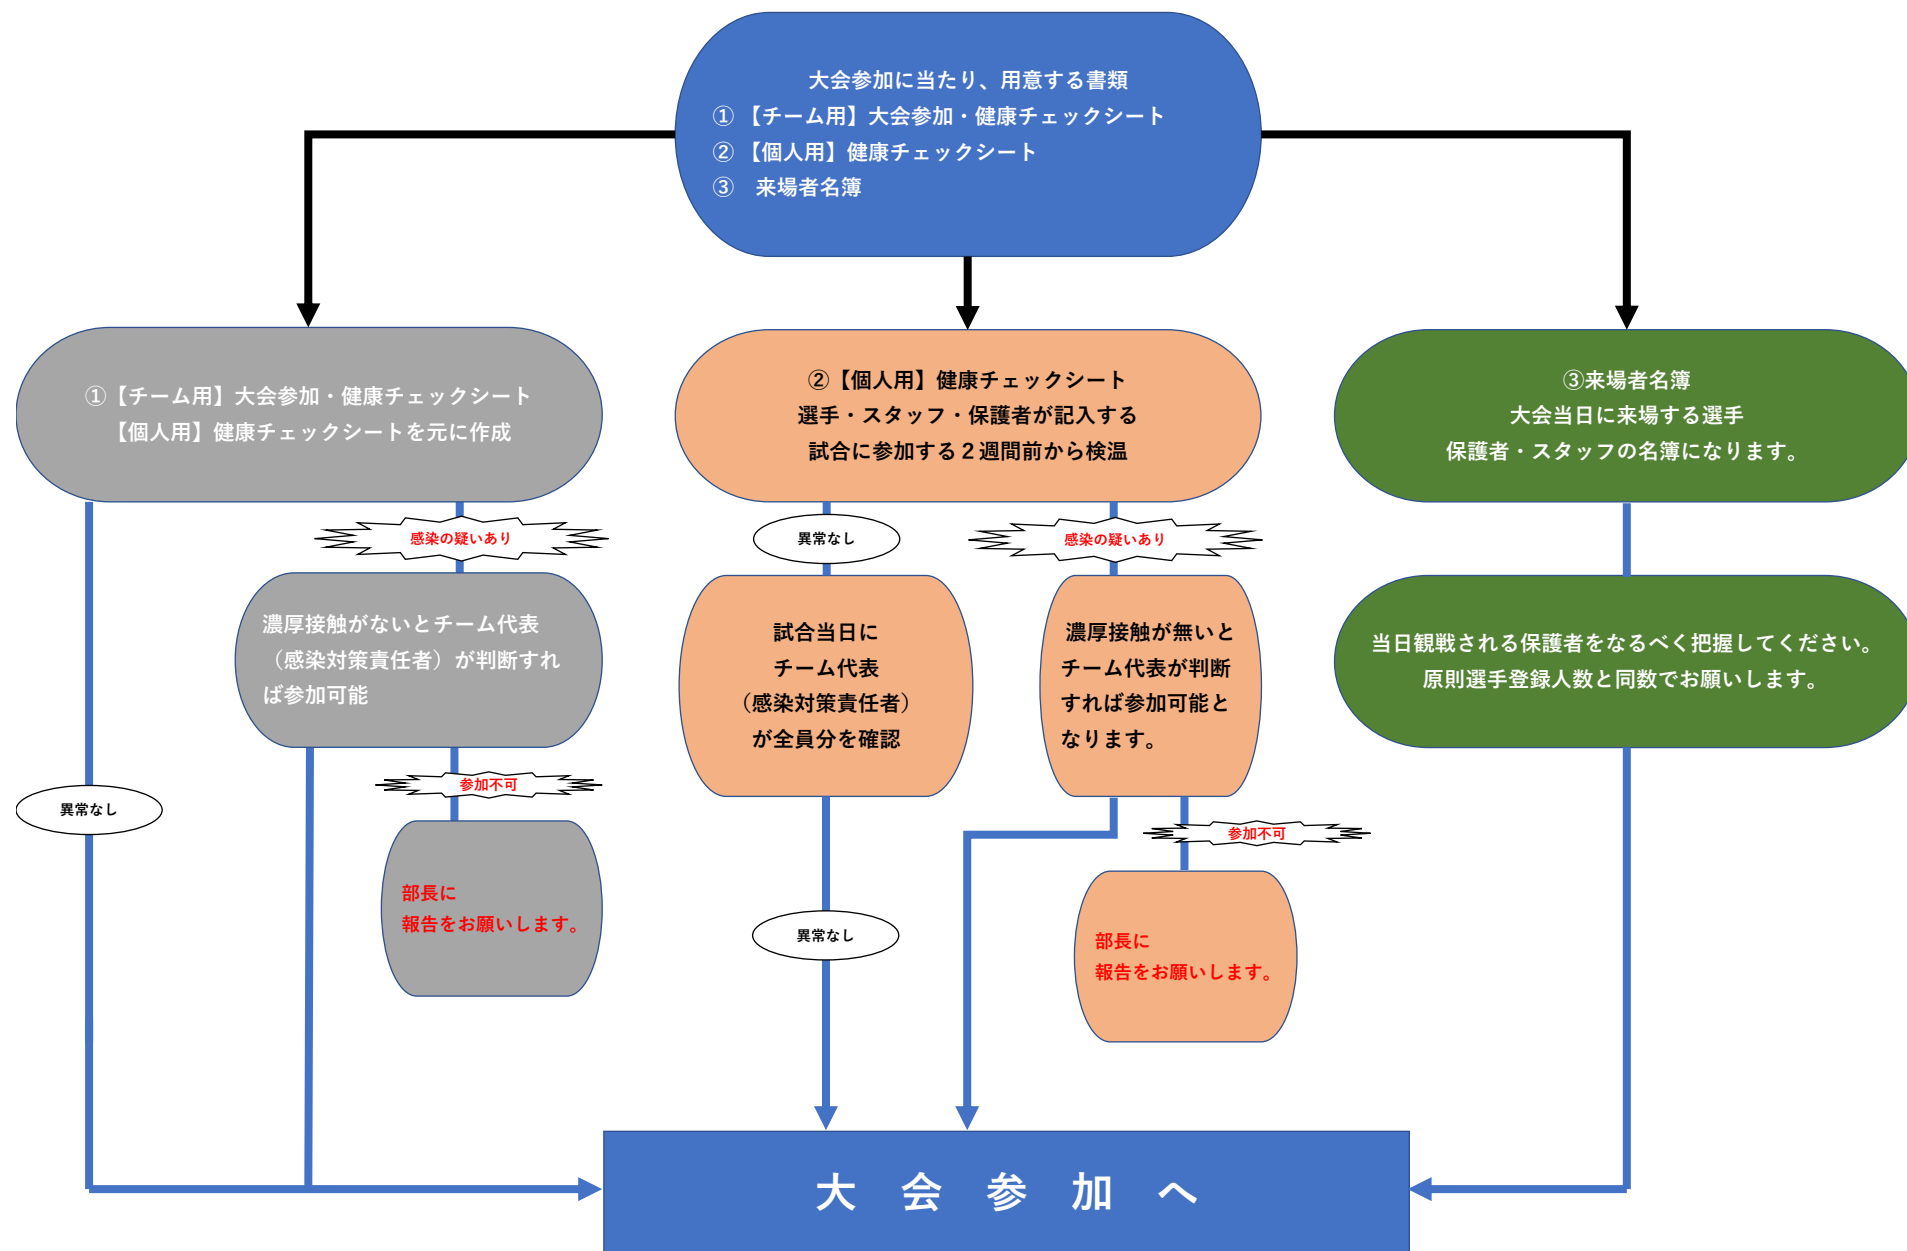 大会参加に当たり、用意する書類
① 【チーム用】大会参加・健康チェックシート
② 【個人用】健康チェックシート
③　来場者名簿
①【チーム用】大会参加・健康チェックシート
【個人用】健康チェックシートを元に作成
②【個人用】健康チェックシート
選手・スタッフ・保護者が記入する
試合に参加する２週間前から検温
③来場者名簿
大会当日に来場する選手
保護者・スタッフの名簿になります。
感染の疑いあり
異常なし
感染の疑いあり
濃厚接触がないとチーム代表
（感染対策責任者）が判断すれ
ば参加可能
試合当日に
チーム代表
（感染対策責任者）
が全員分を確認
濃厚接触が無いと
チーム代表が判断
すれば参加可能と
なります。
当日観戦される保護者をなるべく把握してください。
原則選手登録人数と同数でお願いします。
異常なし
参加不可
参加不可
部長に
報告をお願いします。
異常なし
部長に
報告をお願いします。
大　会　参　加　へ